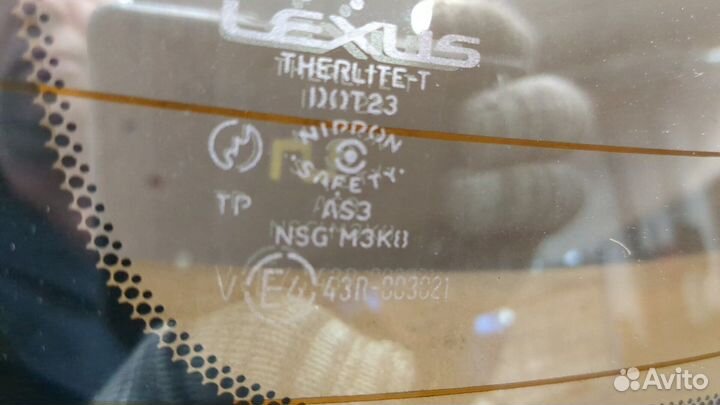 LEXUS
THERLITE-T
DOT23
NIPPON
SAFETY
TP AS3
NSG M3K8
V E4 43R-003021
Avito